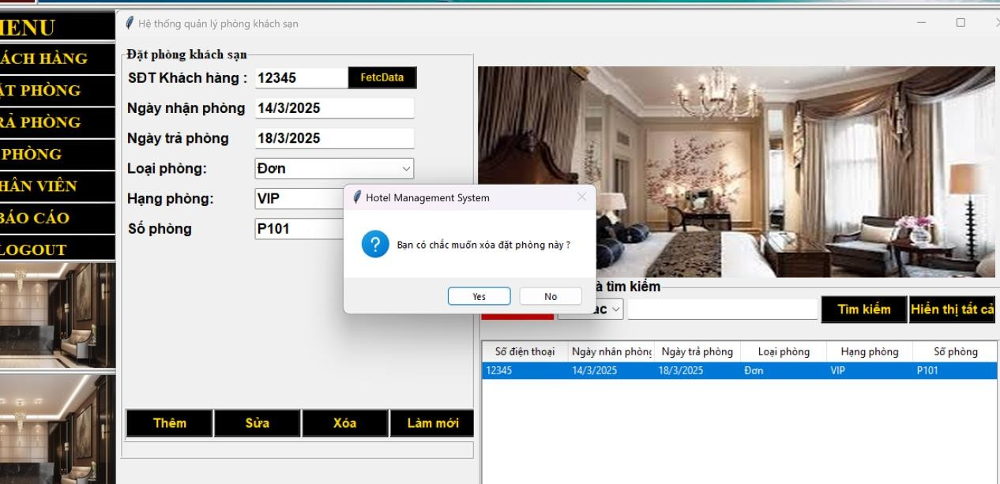 MENU
ÁCH HÀNG
ẶT PHÒNG
RẢ PHÒNG
PHÒNG
HÂN VIÊN
BÁO CÁO
LOGOUT
Hệ thống quản lý phòng khách sạn
Đặt phòng khách sạn
SĐT Khách hàng : 12345 FetcData
Ngày nhận phòng 14/3/2025
Ngày trả phòng 18/3/2025
Loại phòng: Đơn
Hạng phòng: VIP
Số phòng P101
Thêm Sửa Xóa Làm mới
Hotel Management System
Bạn có chắc muốn xóa đặt phòng này ?
Yes No
à tìm kiếm
ac Tìm kiếm Hiển thị tất cả
Số điện thoại Ngày nhân phòng Ngày trả phòng Loại phòng Hạng phòng Số phòng
12345 14/3/2025 18/3/2025 Đơn VIP P101